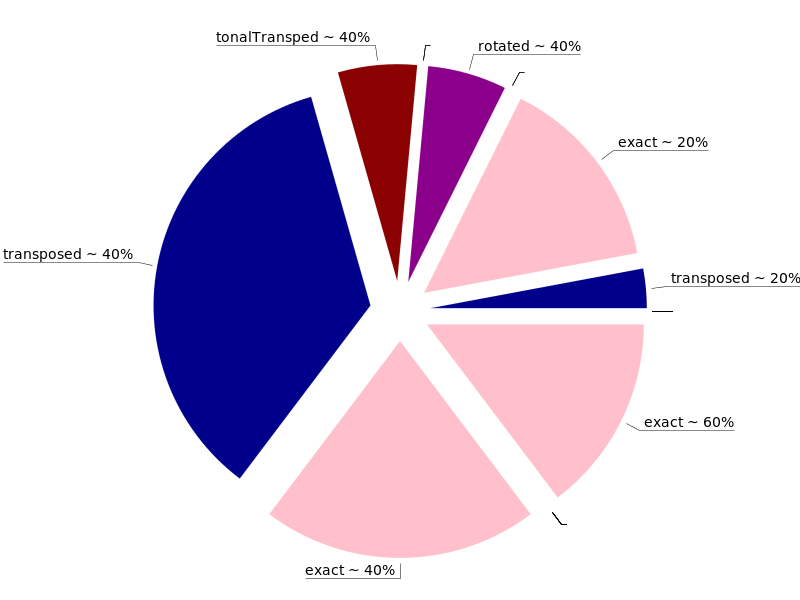 tonalTransped ~ 40%
rotated ~ 40%
exact ~ 20%
transposed ~ 40%
transposed ~ 20%
exact ~ 60%
exact ~ 40%